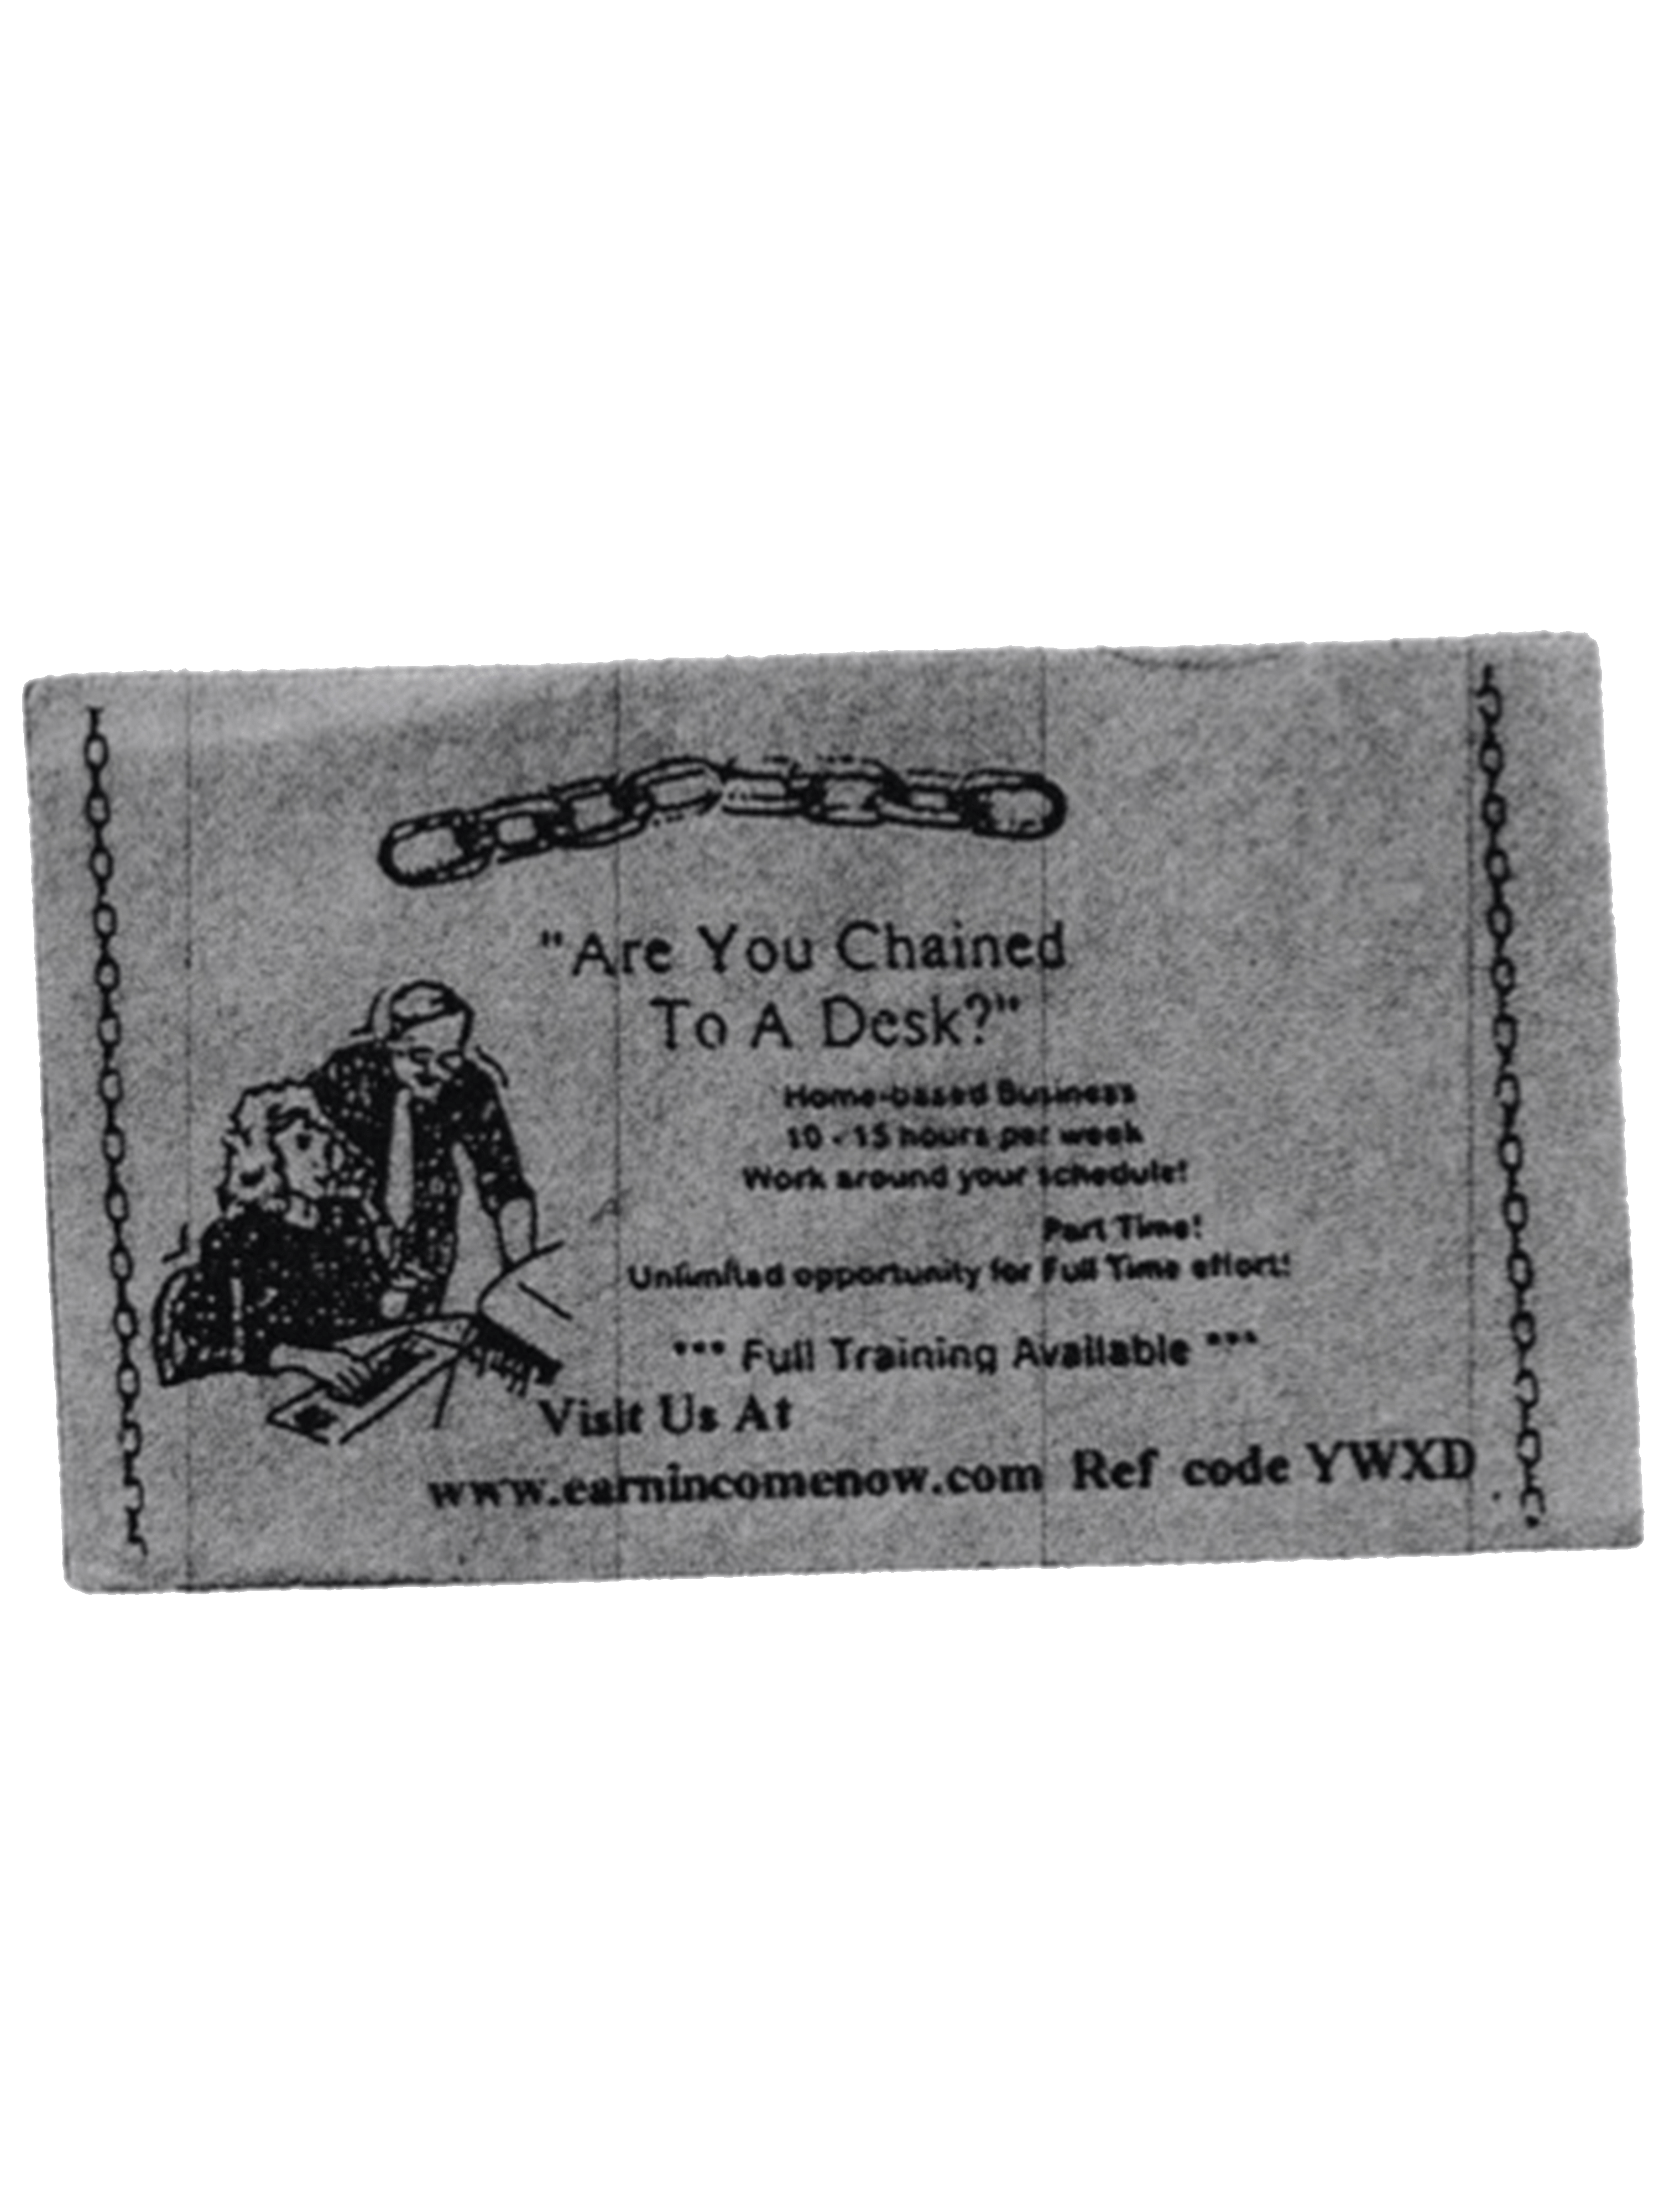 "Are You Chained
To A Desk?"
Home-based Business
10 - 15 hours per week
Work around your schedule!
Part Time!
Unlimited opportunity for Full Time effort!
*** Full Training Available ***
Visit Us At
www.earnincomenow.com Ref code YWXD